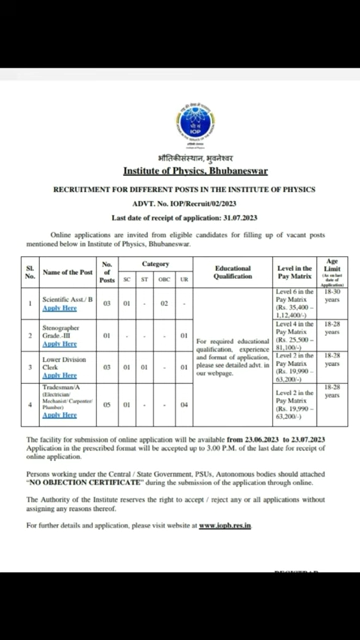 IOP
भौतिकी संस्थान, भुवनेश्वर
Institute of Physics, Bhubaneswar
RECRUITMENT FOR DIFFERENT POSTS IN THE INSTITUTE OF PHYSICS
ADVT. No. IOP/Recruit/02/2023
Last date of receipt of application: 31.07.2023
Online applications are invited from eligible candidates for filling up of vacant posts
mentioned below in Institute of Physics, Bhubaneswar.
Sl. No. Name of the Post No. of Posts Category Educational Qualification Level in the Pay Matrix Age Limit (As on last date of Application)
SC ST OBC UR
1 Scientific Asst./ B Apply Here 03 01 - 02 - Level 6 in the Pay Matrix (Rs. 35,400 – 1,12,400/-) 18-30 years
2 Stenographer Grade -III Apply Here 01 - - - 01 Level 4 in the Pay Matrix (Rs. 25,500 – 81,100/-) 18-28 years
For required educational qualification, experience and format of application, please see detailed advt. in our webpage.
3 Lower Division Clerk Apply Here 03 01 01 - 01 Level 2 in the Pay Matrix (Rs. 19,990 – 63,200/-) 18-28 years
4 Tradesman/A (Electrician/ Mechanic/ Carpenter/ Plumber) Apply Here 05 01 - - 04 Level 2 in the Pay Matrix (Rs. 19,990 – 63,200/-) 18-28 years
The facility for submission of online application will be available from 23.06.2023 to 23.07.2023
Application in the prescribed format will be accepted up to 3.00 P.M. of the last date for receipt of
online application.
Persons working under the Central / State Government, PSUs, Autonomous bodies should attached
“NO OBJECTION CERTIFICATE” during the submission of the application through online.
The Authority of the Institute reserves the right to accept / reject any or all applications without
assigning any reasons thereof.
For further details and application, please visit website at www.iopb.res.in.